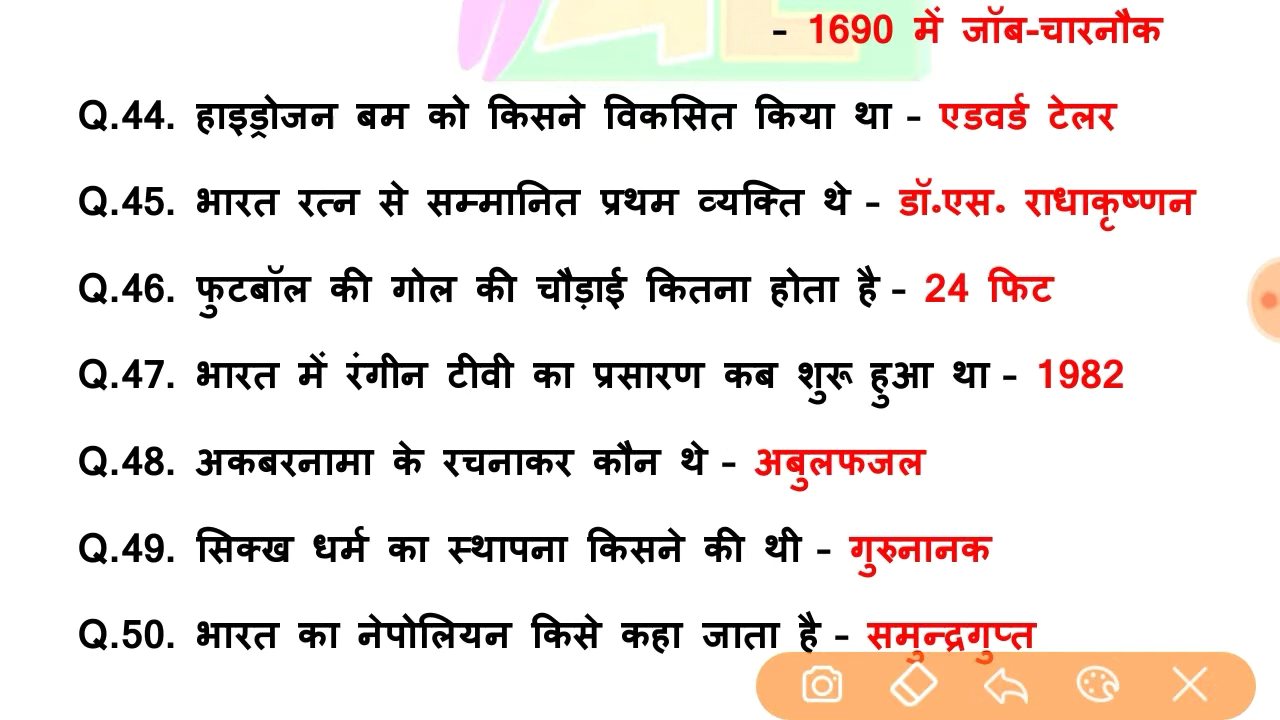 - 1690 में जॉब-चारनौक
Q.44. हाइड्रोजन बम को किसने विकसित किया था - एडवर्ड टेलर
Q.45. भारत रत्न से सम्मानित प्रथम व्यक्ति थे - डॉ॰एस॰ राधाकृष्णन
Q.46. फुटबॉल की गोल की चौड़ाई कितना होता है - 24 फिट
Q.47. भारत में रंगीन टीवी का प्रसारण कब शुरू हुआ था - 1982
Q.48. अकबरनामा के रचनाकर कौन थे - अबुलफजल
Q.49. सिक्ख धर्म का स्थापना किसने की थी - गुरुनानक
Q.50. भारत का नेपोलियन किसे कहा जाता है - समुन्द्रगुप्त